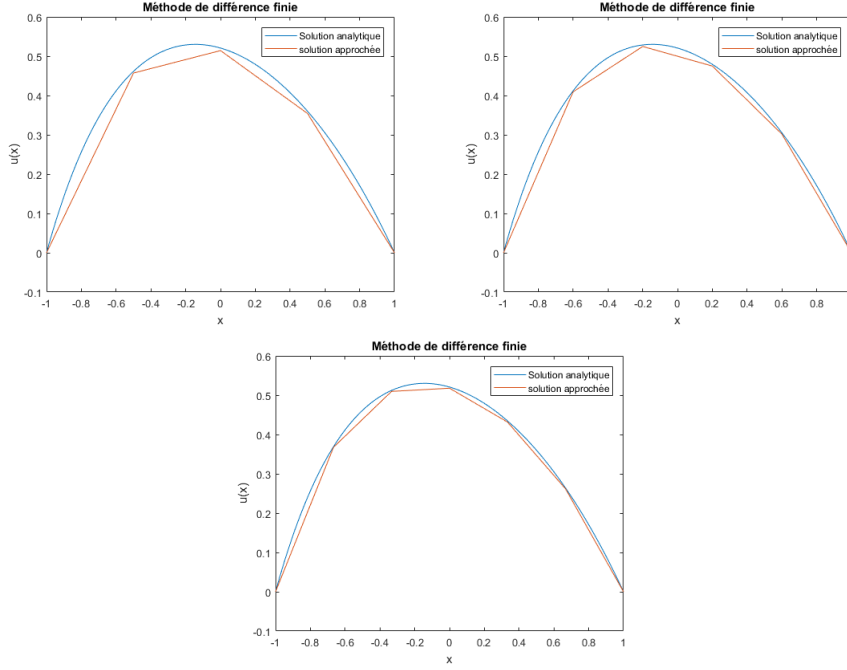 Méthode de différence finie
Solution analytique
solution approchée
0.6
0.5
0.4
0.3
0.2
0.1
0
-0.1
u(x)
-1 -0.8 -0.6 -0.4 -0.2 0 0.2 0.4 0.6 0.8 1
x
Méthode de différence finie
Solution analytique
solution approchée
0.6
0.5
0.4
0.3
0.2
0.1
0
-0.1
u(x)
-1 -0.8 -0.6 -0.4 -0.2 0 0.2 0.4 0.6 0.8
x
Méthode de différence finie
Solution analytique
solution approchée
0.6
0.5
0.4
0.3
0.2
0.1
0
-0.1
u(x)
-1 -0.8 -0.6 -0.4 -0.2 0 0.2 0.4 0.6 0.8 1
x